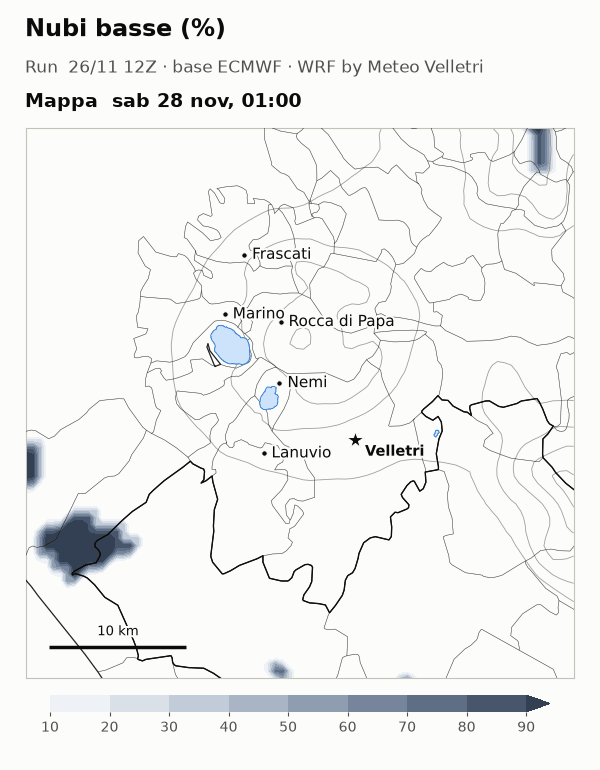 Nubi basse (%)
Run  26/11 12Z · base ECMWF · WRF by Meteo Velletri
Mappa  sab 28 nov, 01:00
Frascati
Marino
Rocca di Papa
Nemi
Velletri
Lanuvio
10 km
10 20 30 40 50 60 70 80 90